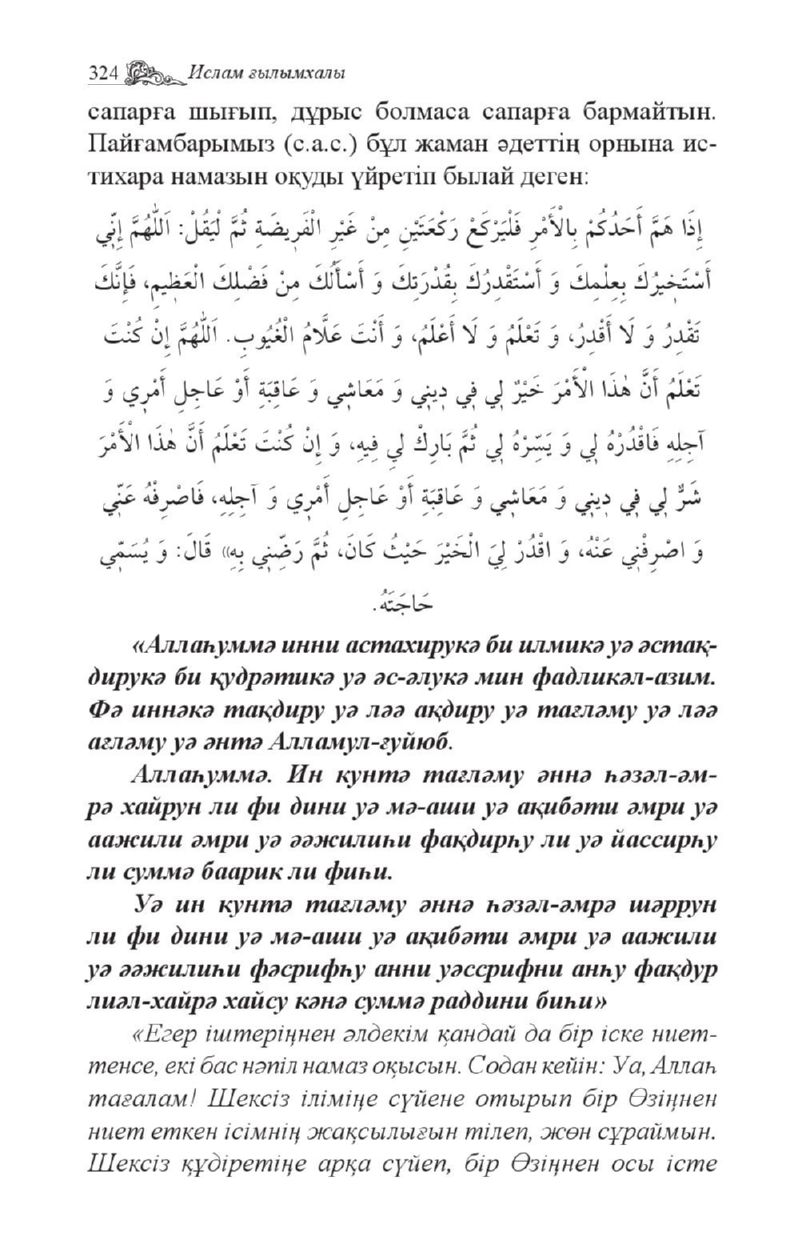 324 Ислам ғылымхалы
сапарға шығып, дұрыс болмаса сапарға бармайтын.
Пайғамбарымыз (с.а.с.) бұл жаман әдеттің орнына ис-
тихара намазын оқуды үйретіп былай деген:
إِذَا هَمَّ أَحَدُكُمْ بِالْأَمْرِ فَلْيَرْكَعْ رَكْعَتَيْنِ مِنْ غَيْرِ الْفَرِيضَةِ ثُمَّ لْيَقُلْ: اَللّٰهُمَّ إِنِّي
أَسْتَخِيرُكَ بِعِلْمِكَ وَ أَسْتَقْدِرُكَ بِقُدْرَتِكَ وَ أَسْأَلُكَ مِنْ فَضْلِكَ الْعَظِيمِ، فَإِنَّكَ
تَقْدِرُ وَ لَا أَقْدِرُ، وَ تَعْلَمُ وَ لَا أَعْلَمُ، وَ أَنْتَ عَلَّامُ الْغُيُوبِ. اَللّٰهُمَّ إِنْ كُنْتَ
تَعْلَمُ أَنَّ هٰذَا الْأَمْرَ خَيْرٌ لِي فِي دِينِي وَ مَعَاشِي وَ عَاقِبَةِ أَوْ عَاجِلِ أَمْرِي وَ
آجِلِهِ فَاقْدُرْهُ لِي وَ يَسِّرْهُ لِي ثُمَّ بَارِكْ لِي فِيهِ، وَ إِنْ كُنْتَ تَعْلَمُ أَنَّ هٰذَا الْأَمْرَ
شَرٌّ لِي فِي دِينِي وَ مَعَاشِي وَ عَاقِبَةِ أَوْ عَاجِلِ أَمْرِي وَ آجِلِهِ، فَاصْرِفْهُ عَنِّي
وَ اصْرِفْنِي عَنْهُ، وَ اقْدُرْ لِيَ الْخَيْرَ حَيْثُ كَانَ، ثُمَّ رَضِّنِي بِهِ» قَالَ: وَ يُسَمِّي
حَاجَتَهُ.
«Аллаһуммә инни астахирукә би илмикә уә әстақ-
дирукә би қудрәтикә уә әс-әлукә мин фадликәл-азим.
Фә иннәкә тақдиру уә ләә ақдиру уә тағләму уә ләә
ағләму уә әнтә Алламул-ғуйюб.
Аллаһуммә. Ин кунтә тағләму әннә һәзәл-әм-
рә хайрун ли фи дини уә мә-аши уә ақибәти әмри уә
аажили әмри уә әәжилиһи фақдирһу ли уә йассирһу
ли суммә баарик ли фиһи.
Уә ин кунтә тағләму әннә һәзәл-әмрә шәррун
ли фи дини уә мә-аши уә ақибәти әмри уә аажили
уә әәжилиһи фәсрифһу анни уәссрифни анһу фақдур
лиәл-хайрә хайсу кәнә суммә раддини биһи»
«Егер іштеріңнен әлдекім қандай да бір іске ниет-
тенсе, екі бас нәпіл намаз оқысын. Содан кейін: Уа, Аллаһ
тағалам! Шексіз іліміңе сүйене отырып бір Өзіңнен
ниет еткен ісімнің жақсылығын тілеп, жөн сұраймын.
Шексіз құдіретіңе арқа сүйеп, бір Өзіңнен осы істе